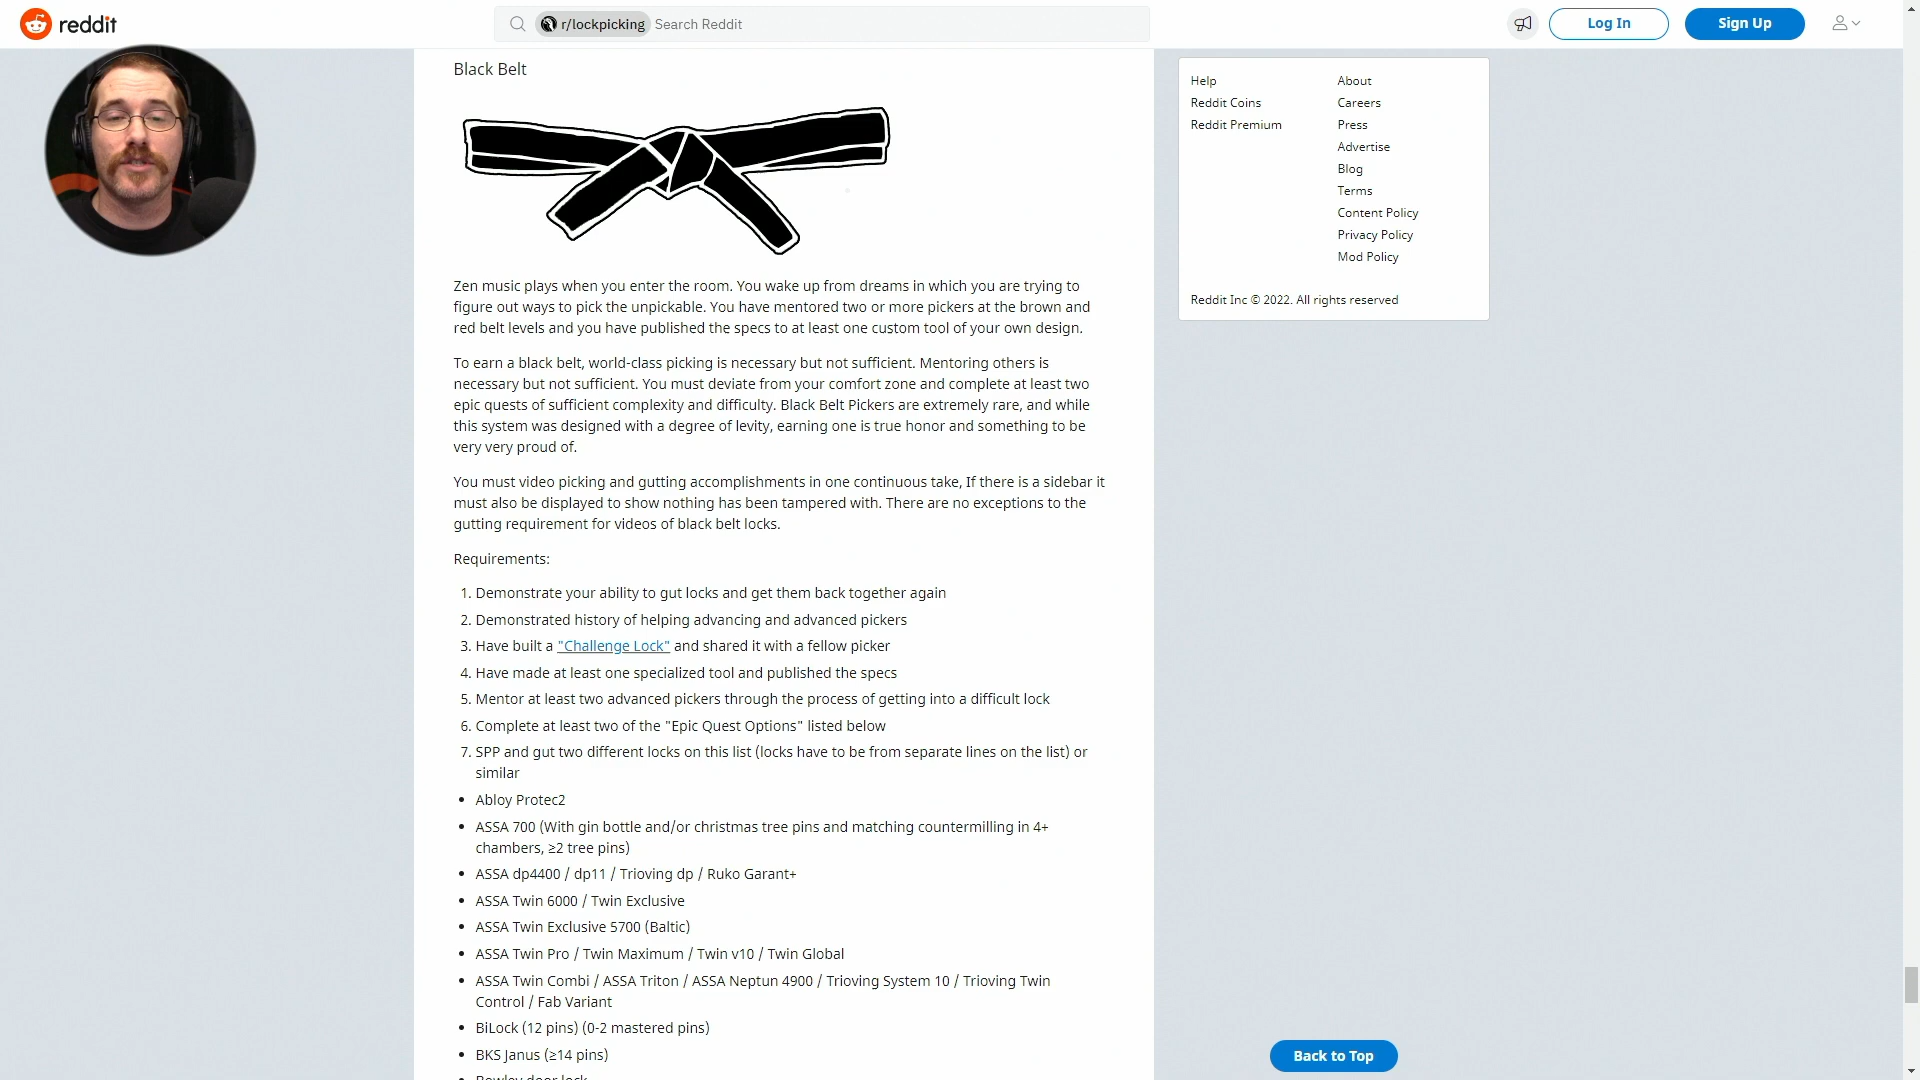 reddit
r/lockpicking Search Reddit
Log In
Sign Up
Black Belt
Zen music plays when you enter the room. You wake up from dreams in which you are trying to
figure out ways to pick the unpickable. You have mentored two or more pickers at the brown and
red belt levels and you have published the specs to at least one custom tool of your own design.
To earn a black belt, world-class picking is necessary but not sufficient. Mentoring others is
necessary but not sufficient. You must deviate from your comfort zone and complete at least two
epic quests of sufficient complexity and difficulty. Black Belt Pickers are extremely rare, and while
this system was designed with a degree of levity, earning one is true honor and something to be
very very proud of.
You must video picking and gutting accomplishments in one continuous take, If there is a sidebar it
must also be displayed to show nothing has been tampered with. There are no exceptions to the
gutting requirement for videos of black belt locks.
Requirements:
1. Demonstrate your ability to gut locks and get them back together again
2. Demonstrated history of helping advancing and advanced pickers
3. Have built a "Challenge Lock" and shared it with a fellow picker
4. Have made at least one specialized tool and published the specs
5. Mentor at least two advanced pickers through the process of getting into a difficult lock
6. Complete at least two of the "Epic Quest Options" listed below
7. SPP and gut two different locks on this list (locks have to be from separate lines on the list) or
similar
• Abloy Protec2
• ASSA 700 (With gin bottle and/or christmas tree pins and matching countermilling in 4+
chambers, ≥2 tree pins)
• ASSA dp4400 / dp11 / Trioving dp / Ruko Garant+
• ASSA Twin 6000 / Twin Exclusive
• ASSA Twin Exclusive 5700 (Baltic)
• ASSA Twin Pro / Twin Maximum / Twin v10 / Twin Global
• ASSA Twin Combi / ASSA Triton / ASSA Neptun 4900 / Trioving System 10 / Trioving Twin
Control / Fab Variant
• BiLock (12 pins) (0-2 mastered pins)
• BKS Janus (≥14 pins)
• Bowley door lock
Help
Reddit Coins
Reddit Premium
About
Careers
Press
Advertise
Blog
Terms
Content Policy
Privacy Policy
Mod Policy
Reddit Inc © 2022. All rights reserved
Back to Top